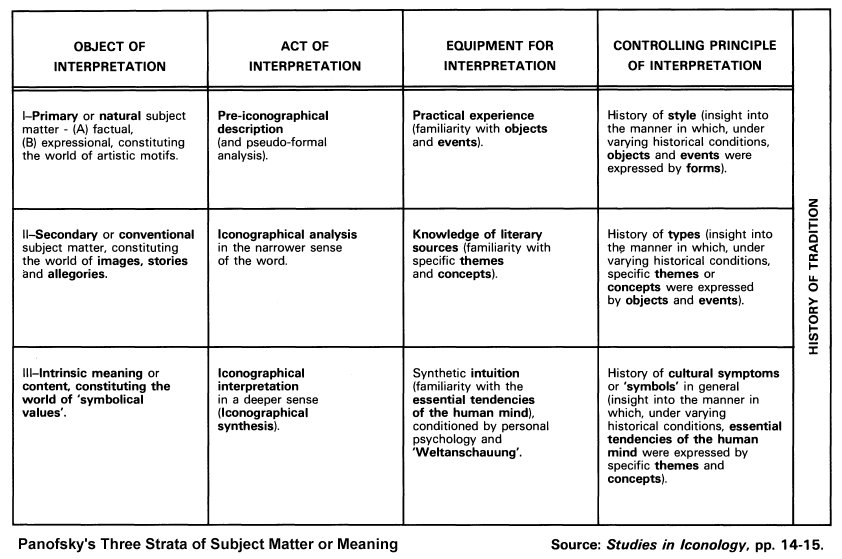 OBJECT OF
INTERPRETATION
ACT OF
INTERPRETATION
EQUIPMENT FOR
INTERPRETATION
CONTROLLING PRINCIPLE
OF INTERPRETATION
I–Primary or natural subject
matter - (A) factual,
(B) expressional, constituting
the world of artistic motifs.
Pre-iconographical
description
(and pseudo-formal
analysis).
Practical experience
(familiarity with objects
and events).
History of style (insight into
the manner in which, under
varying historical conditions,
objects and events were
expressed by forms).
II–Secondary or conventional
subject matter, constituting
the world of images, stories
and allegories.
Iconographical analysis
in the narrower sense
of the word.
Knowledge of literary
sources (familiarity with
specific themes
and concepts).
History of types (insight into
the manner in which, under
varying historical conditions,
specific themes or
concepts were expressed
by objects and events).
III–Intrinsic meaning or
content, constituting the
world of 'symbolical
values'.
Iconographical
interpretation
in a deeper sense
(Iconographical
synthesis).
Synthetic intuition
(familiarity with the
essential tendencies
of the human mind),
conditioned by personal
psychology and
'Weltanschauung'.
History of cultural symptoms
or 'symbols' in general
(insight into the manner in
which, under varying
historical conditions, essential
tendencies of the human
mind were expressed by
specific themes and
concepts).
HISTORY OF TRADITION
Panofsky's Three Strata of Subject Matter or Meaning
Source: Studies in Iconology, pp. 14-15.